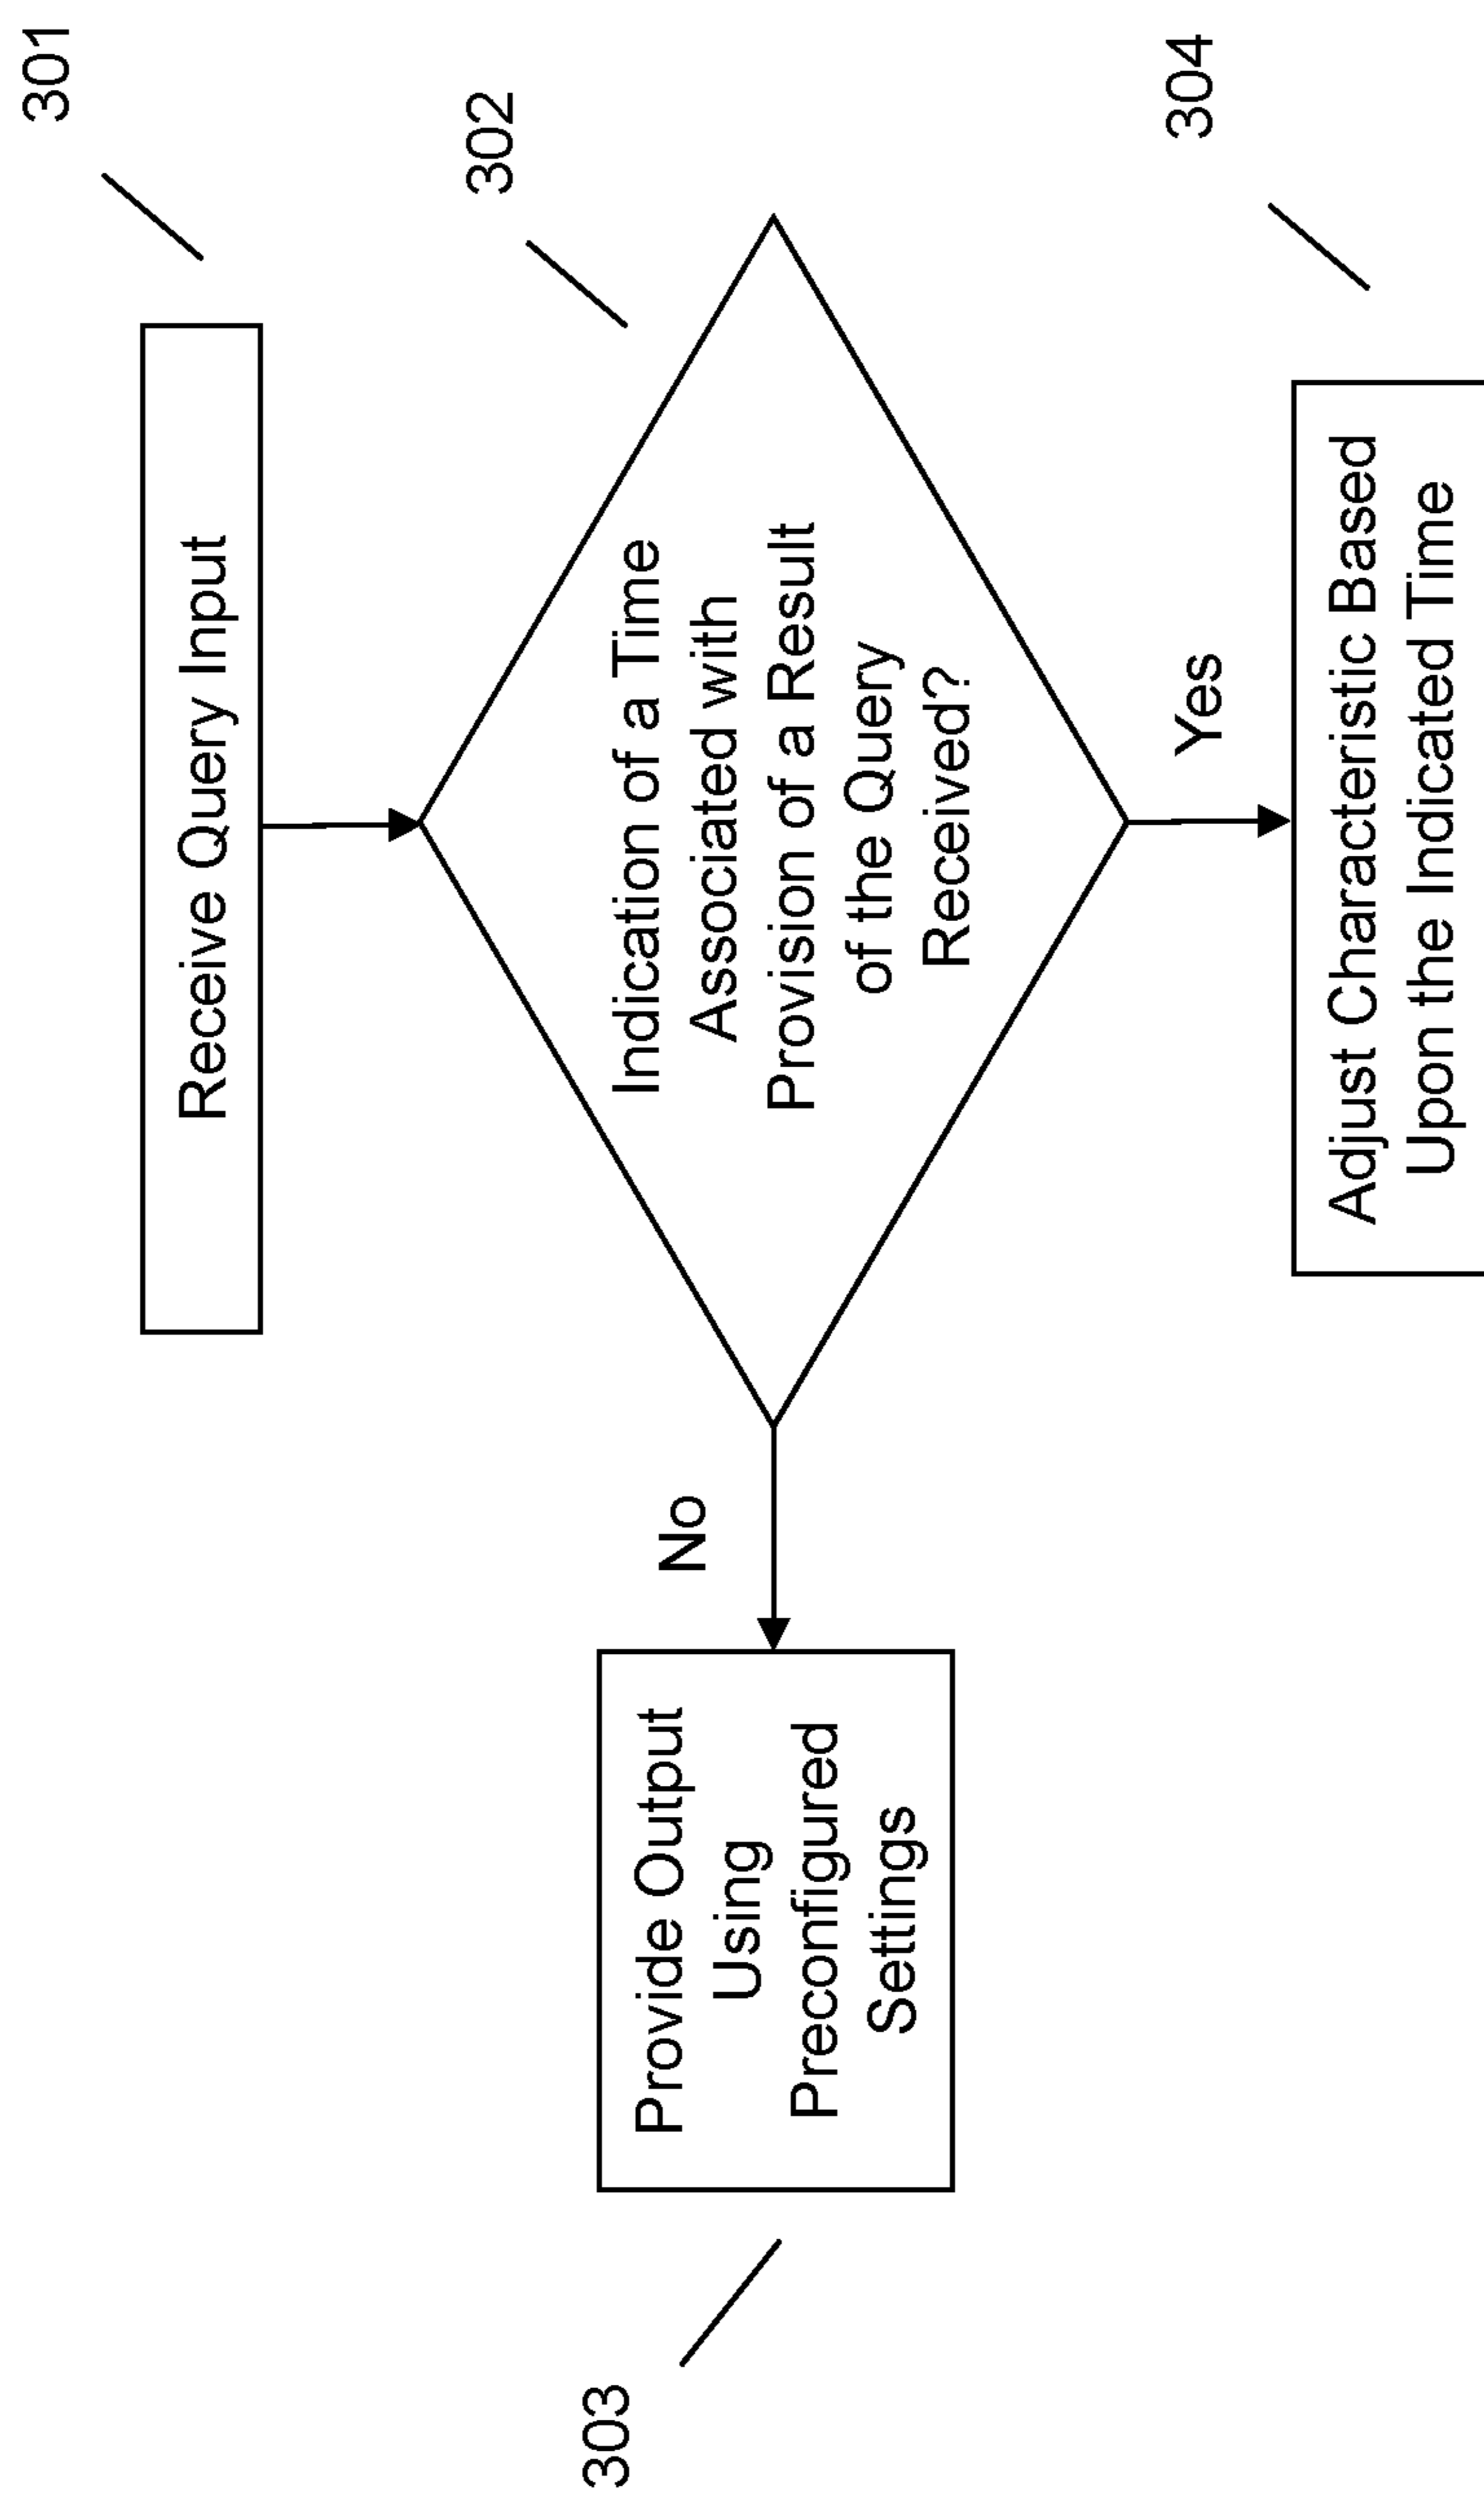 301
Receive Query Input
302
Indication of a Time
Associated with
Provision of a Result
of the Query
Received?
No
303
Provide Output
Using
Preconfigured
Settings
Yes
304
Adjust Characteristic Based
Upon the Indicated Time